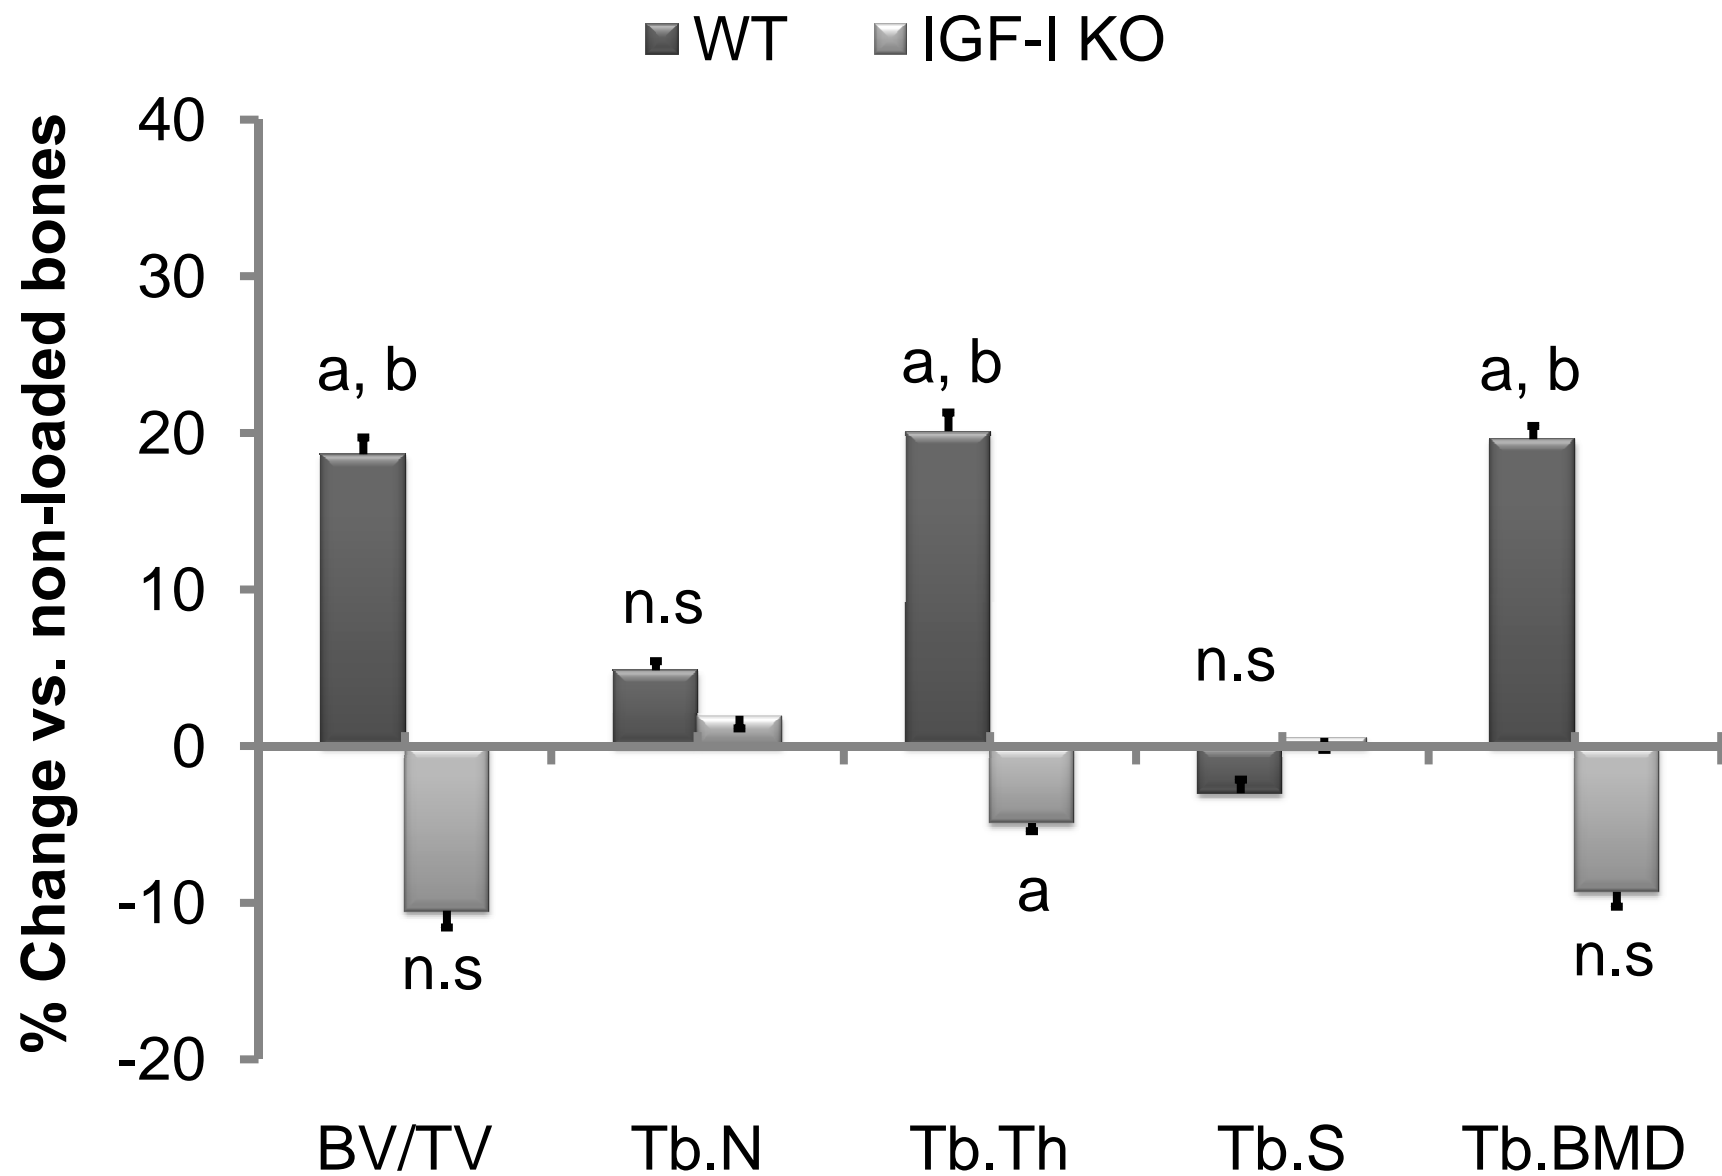 WT IGF-I KO
% Change vs. non-loaded bones
40
30
20
10
0
-10
-20
a, b
n.s
n.s
a, b
a
n.s
a, b
n.s
BV/TV Tb.N Tb.Th Tb.S Tb.BMD